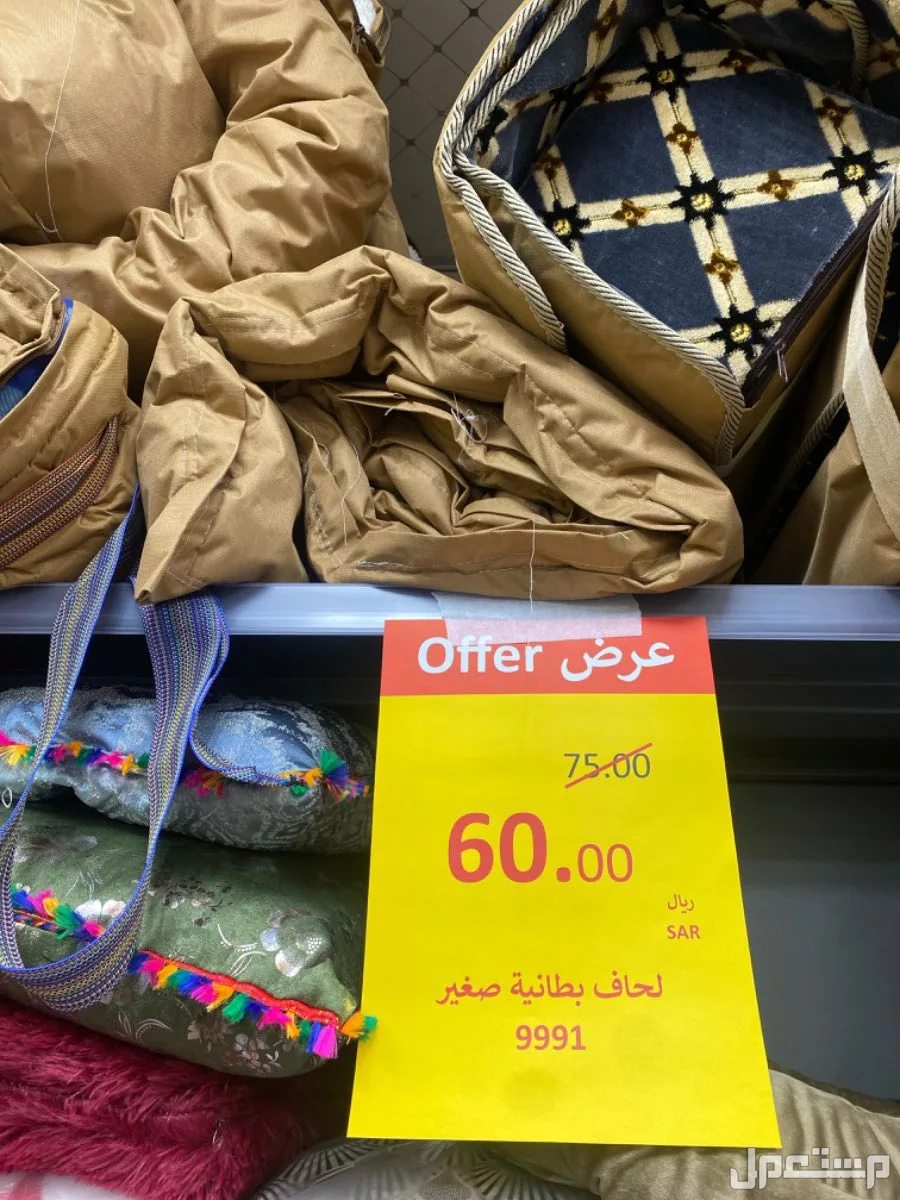 عرض Offer
75.00
60.00
ريال
SAR
لحاف بطانية صغير
9991
مستعمل